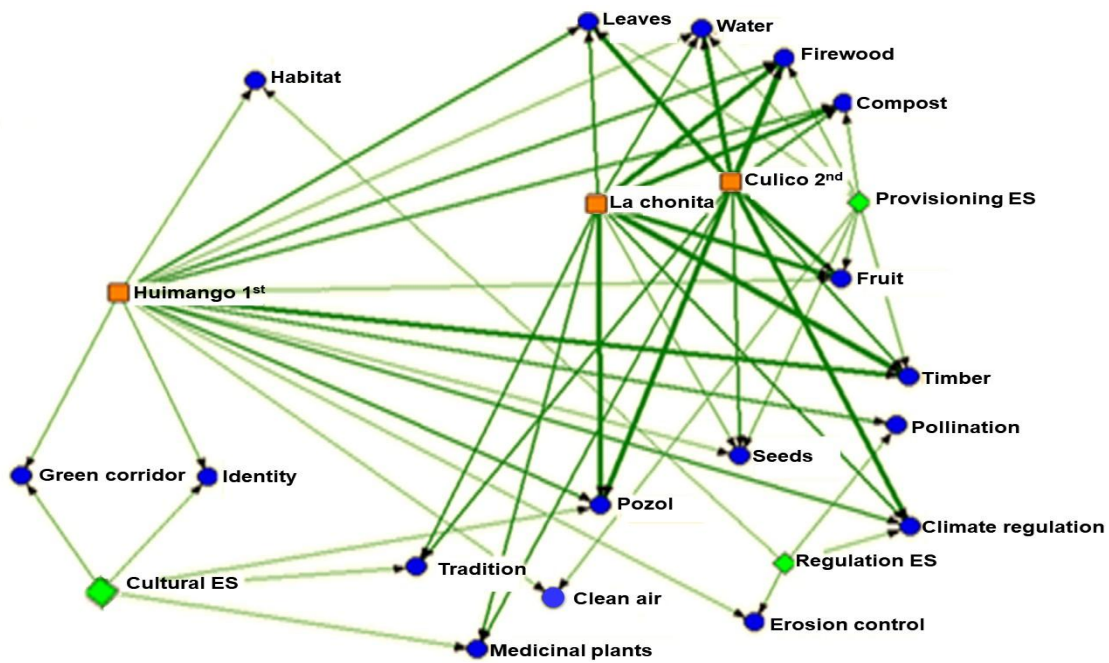 Leaves
Water
Firewood
Habitat
Compost
Culico 2nd
La chonita
Provisioning ES
Fruit
Huimango 1st
Timber
Pollination
Seeds
Green corridor
Identity
Pozol
Climate regulation
Regulation ES
Tradition
Cultural ES
Clean air
Erosion control
Medicinal plants